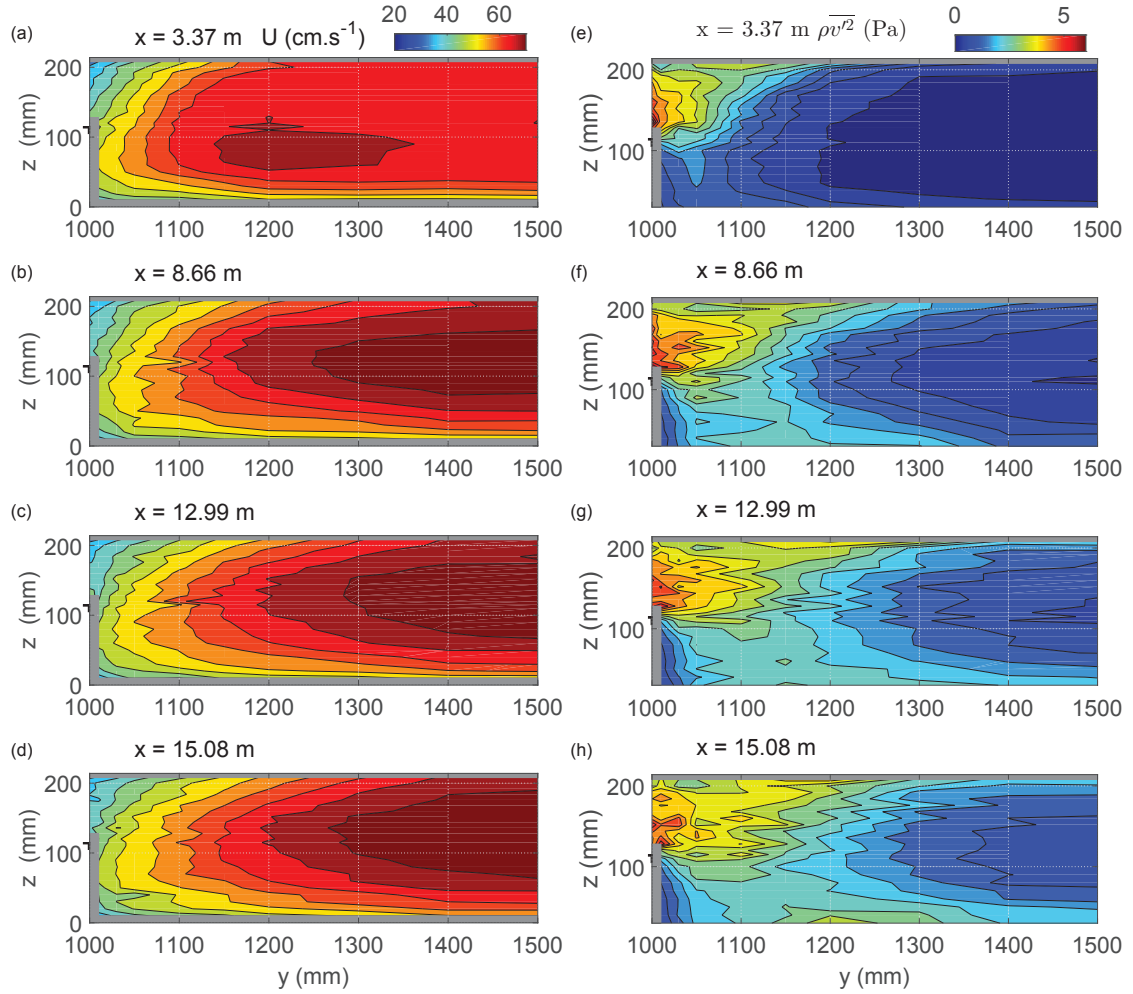 (a) x = 3.37 m U (cm.s⁻¹) 20 40 60
z (mm)
200
100
0
1000 1100 1200 1300 1400 1500
(e) x = 3.37 m ρv′² (Pa) 0 5
z (mm)
200
100
1000 1100 1200 1300 1400 1500
(b) x = 8.66 m
z (mm)
200
100
0
1000 1100 1200 1300 1400 1500
(f) x = 8.66 m
z (mm)
200
100
1000 1100 1200 1300 1400 1500
(c) x = 12.99 m
z (mm)
200
100
0
1000 1100 1200 1300 1400 1500
(g) x = 12.99 m
z (mm)
200
100
1000 1100 1200 1300 1400 1500
(d) x = 15.08 m
z (mm)
200
100
0
1000 1100 1200 1300 1400 1500
y (mm)
(h) x = 15.08 m
z (mm)
200
100
1000 1100 1200 1300 1400 1500
y (mm)